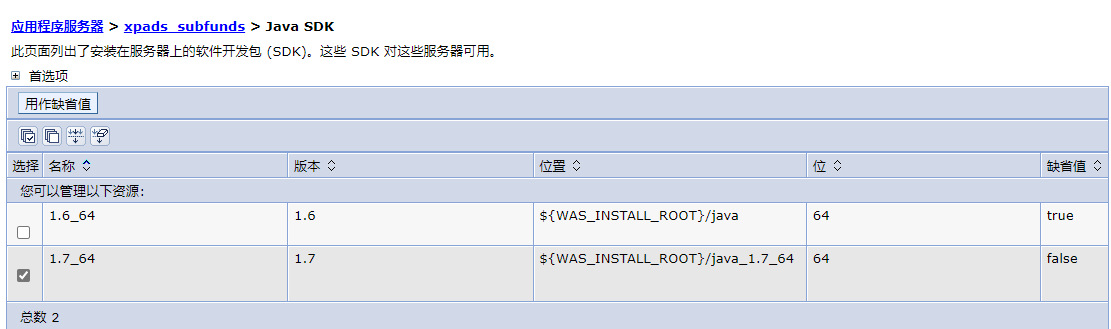 应用程序服务器 > xpads_subfunds > Java SDK
此页面列出了安装在服务器上的软件开发包 (SDK)。这些 SDK 对这些服务器可用。
首选项
用作缺省值
选择 名称 版本 位置 位 缺省值
您可以管理以下资源:
1.6_64 1.6 ${WAS_INSTALL_ROOT}/java 64 true
1.7_64 1.7 ${WAS_INSTALL_ROOT}/java_1.7_64 64 false
总数 2